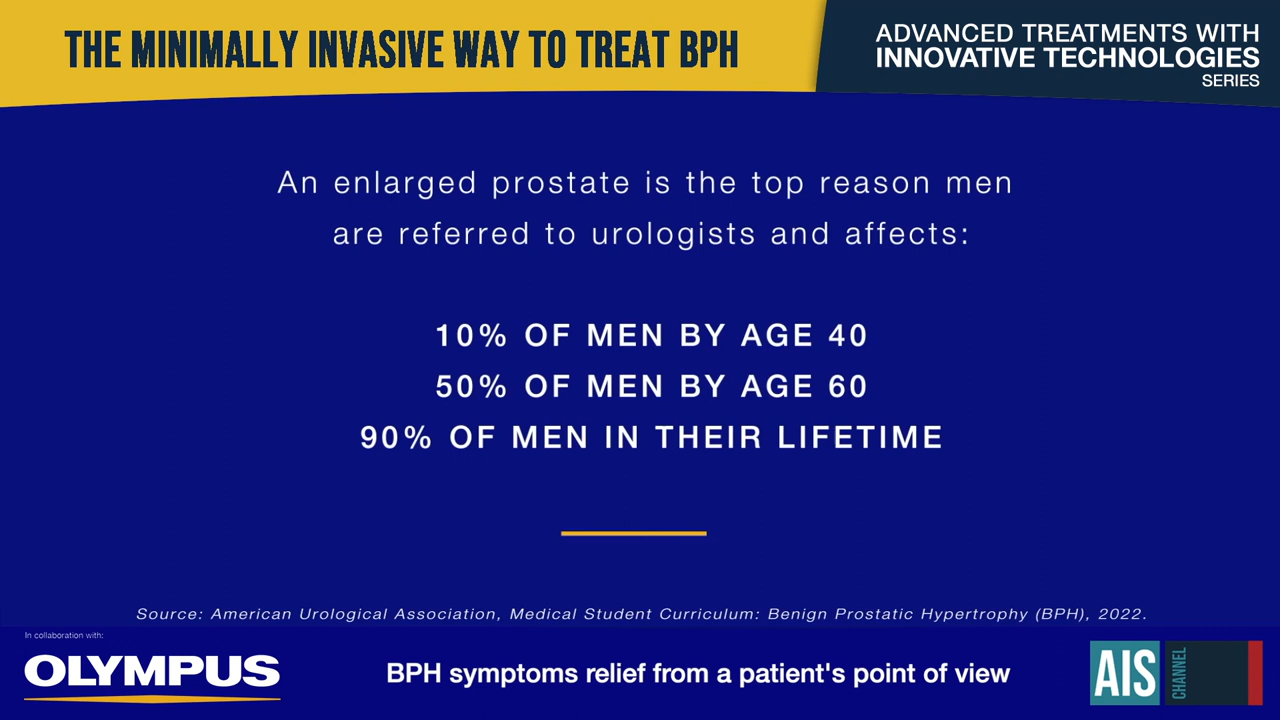 THE MINIMALLY INVASIVE WAY TO TREAT BPH
ADVANCED TREATMENTS WITH
INNOVATIVE TECHNOLOGIES
SERIES
An enlarged prostate is the top reason men
are referred to urologists and affects:
10% OF MEN BY AGE 40
50% OF MEN BY AGE 60
90% OF MEN IN THEIR LIFETIME
Source: American Urological Association, Medical Student Curriculum: Benign Prostatic Hypertrophy (BPH), 2022.
In collaboration with:
OLYMPUS
BPH symptoms relief from a patient's point of view
AIS
CHANNEL